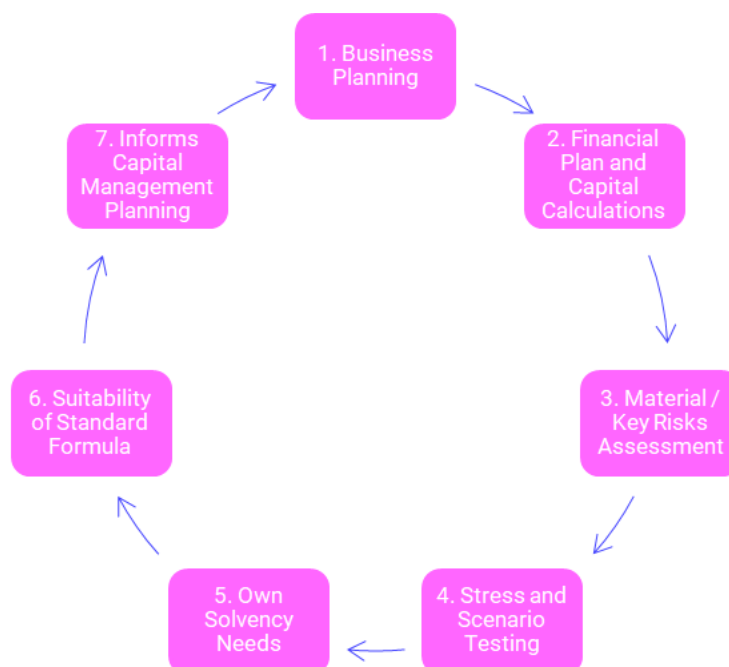 1. Business
Planning
2. Financial
Plan and
Capital
Calculations
3. Material /
Key Risks
Assessment
4. Stress and
Scenario
Testing
5. Own
Solvency
Needs
6. Suitability
of Standard
Formula
7. Informs
Capital
Management
Planning